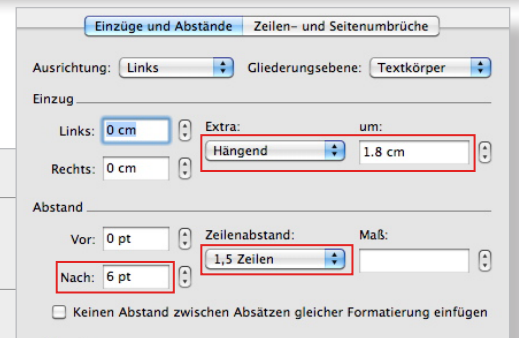 Einzüge und Abstände Zeilen- und Seitenumbrüche
Ausrichtung: Links Gliederungsebene: Textkörper
Einzug
Extra: um:
Links: 0 cm Hängend 1.8 cm
Rechts: 0 cm
Abstand
Zeilenabstand: Maß:
Vor: 0 pt 1,5 Zeilen
Nach: 6 pt
Keinen Abstand zwischen Absätzen gleicher Formatierung einfügen